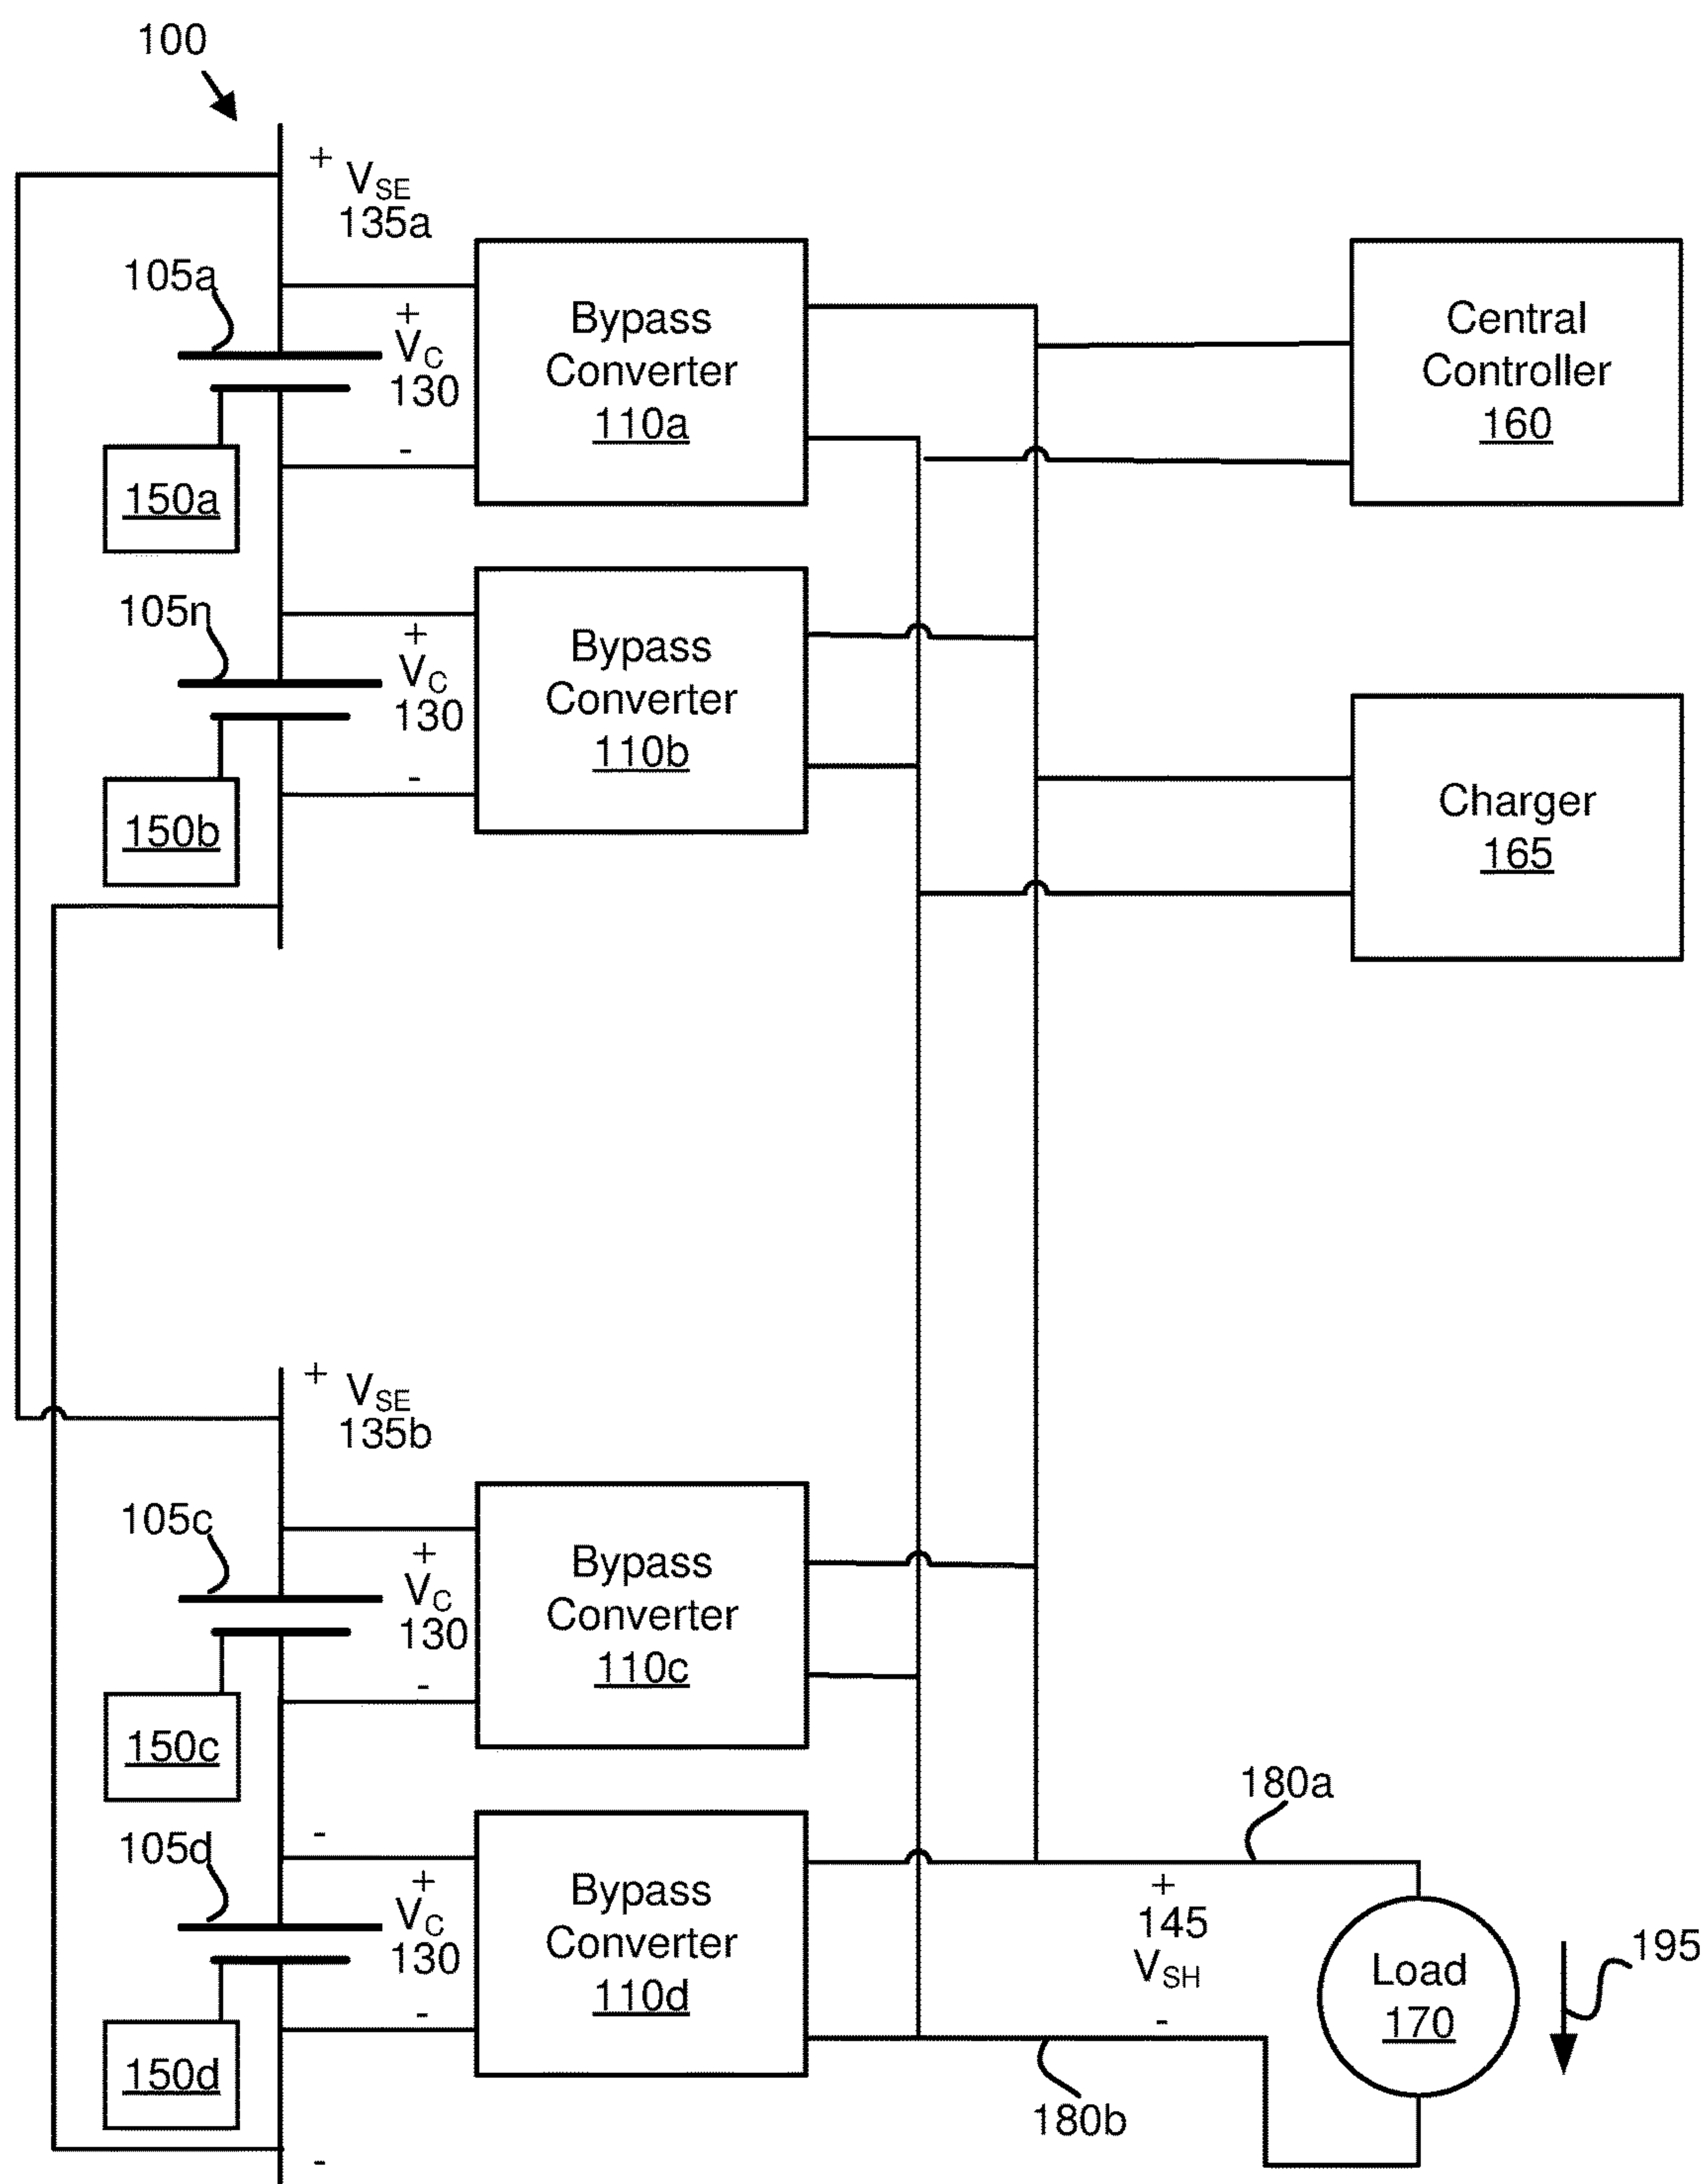 100
+
V_SE
135a
105a
+
V_C
130
-
150a
Bypass
Converter
110a
Central
Controller
160
105n
+
V_C
130
-
150b
Bypass
Converter
110b
Charger
165
+
V_SE
135b
105c
+
V_C
130
-
150c
Bypass
Converter
110c
-
105d
+
V_C
130
-
150d
Bypass
Converter
110d
180a
+
145
V_SH
-
180b
Load
170
195
-